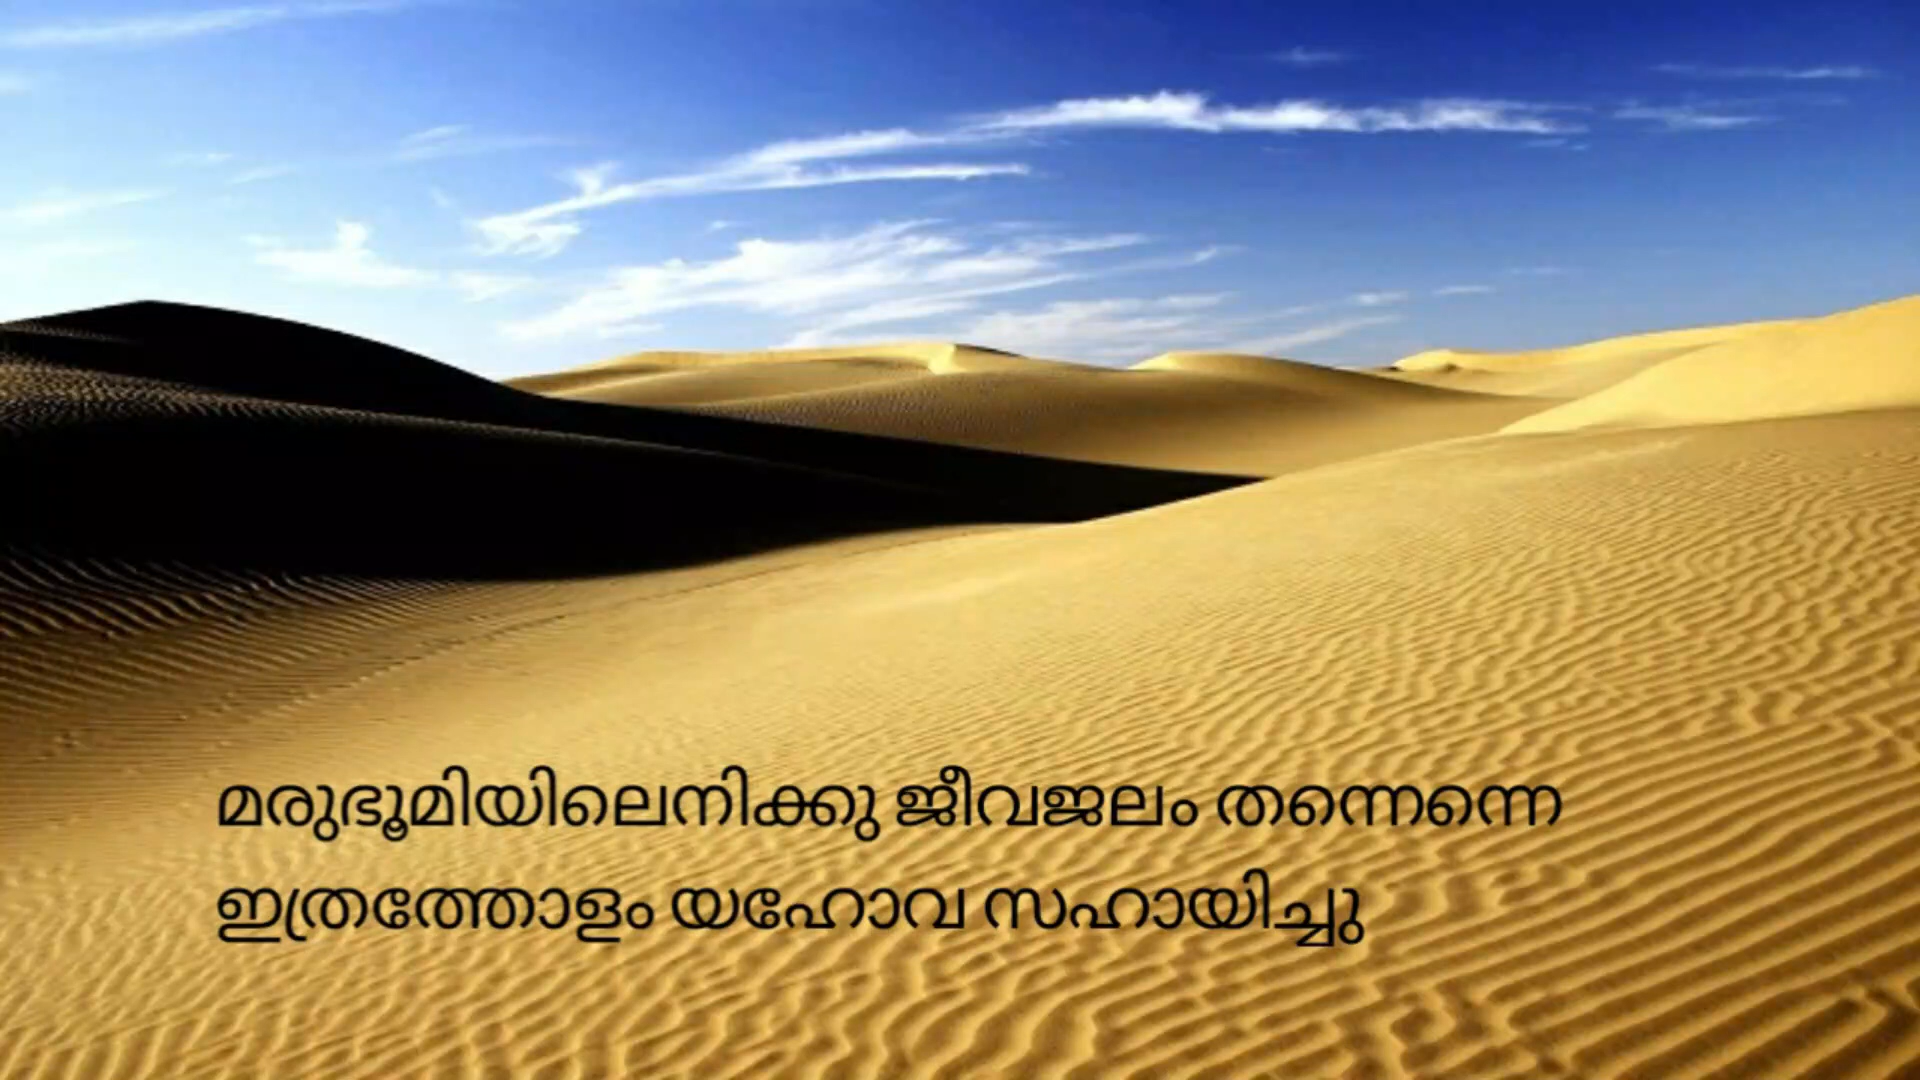 മരുഭൂമിയിലെനിക്കു ജീവജലം തന്നെന്നെ
ഇത്രത്തോളം യഹോവ സഹായിച്ചു